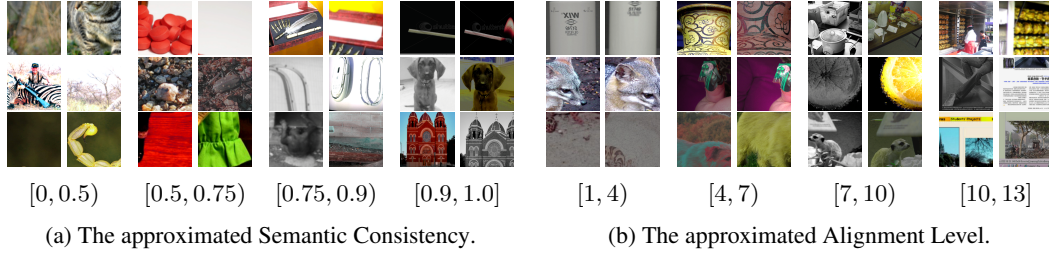 [0, 0.5) [0.5, 0.75) [0.75, 0.9) [0.9, 1.0] [1, 4) [4, 7) [7, 10) [10, 13]
(a) The approximated Semantic Consistency. (b) The approximated Alignment Level.